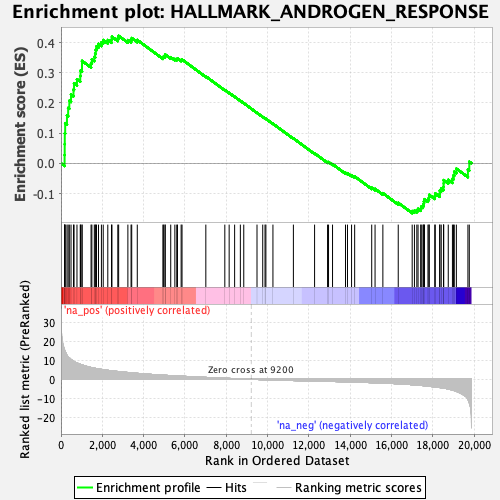 Enrichment plot: HALLMARK_ANDROGEN_RESPONSE
Enrichment score (ES)
0.4
0.3
0.2
0.1
0.0
-0.1
Ranked list metric (PreRanked)
30
20
10
0
-10
-20
'na_pos' (positively correlated)
Zero cross at 9200
'na_neg' (negatively correlated)
0
2,000
4,000
6,000
8,000
10,000
12,000
14,000
16,000
18,000
20,000
Rank in Ordered Dataset
Enrichment profile
Hits
Ranking metric scores